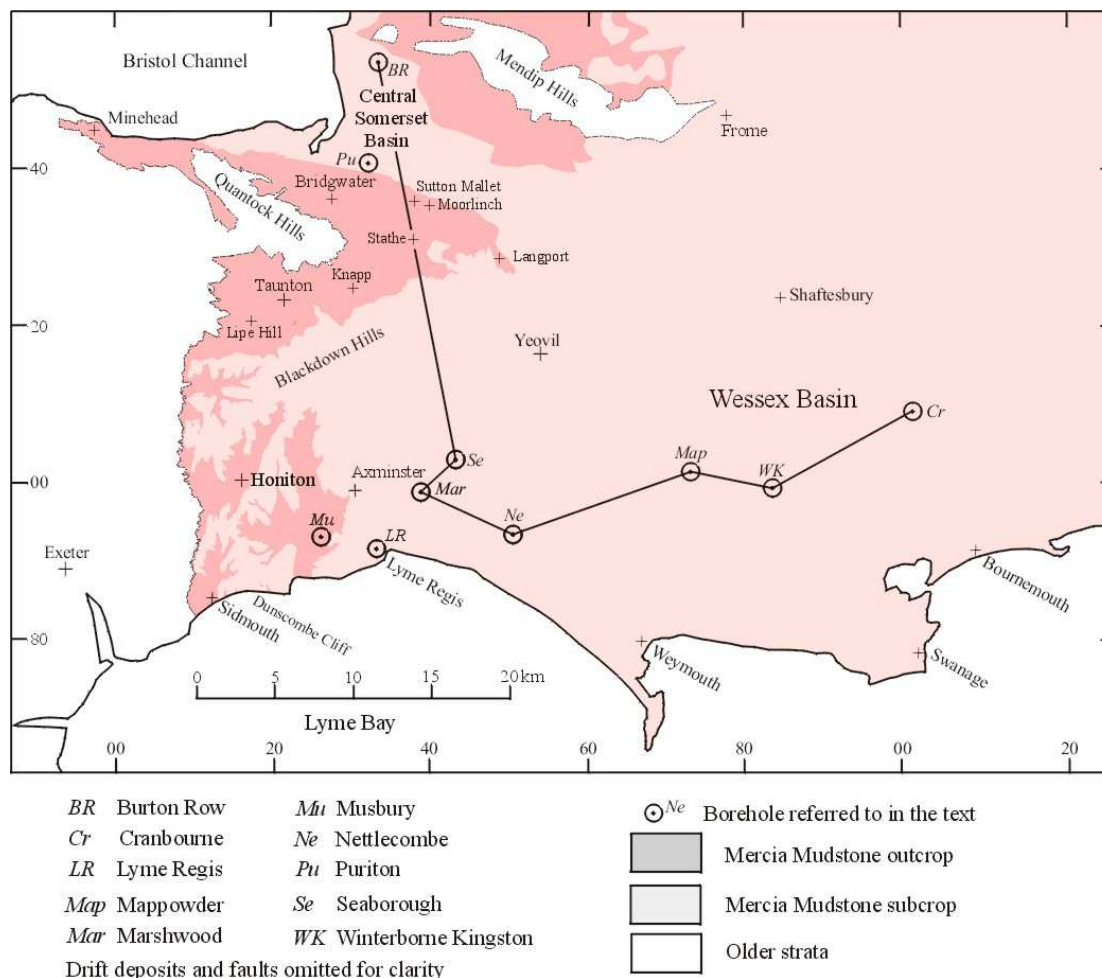 Bristol Channel
BR
Mendip Hills
Minehead
Central
Somerset
Basin
Frome
Pu
40
Quantock Hills
Bridgwater
Sutton Mallet
Moorlinch
Stathe
Langport
Knapp
Taunton
Shaftesbury
20
Lipe Hill
Blackdown Hills
Yeovil
Wessex Basin
Cr
Map
WK
Se
00
Honiton
Axminster
Mar
Ne
Mu
LR
Exeter
Lyme Regis
Bournemouth
Sidmouth
Dunscombe Cliff
80
Weymouth
Swanage
0 5 10 15 20 km
Lyme Bay
00 20 40 60 80 00 20
BR Burton Row
Cr Cranbourne
LR Lyme Regis
Map Mappowder
Mar Marshwood
Mu Musbury
Ne Nettlecombe
Pu Puriton
Se Seaborough
WK Winterborne Kingston
Drift deposits and faults omitted for clarity
Ne Borehole referred to in the text
Mercia Mudstone outcrop
Mercia Mudstone subcrop
Older strata